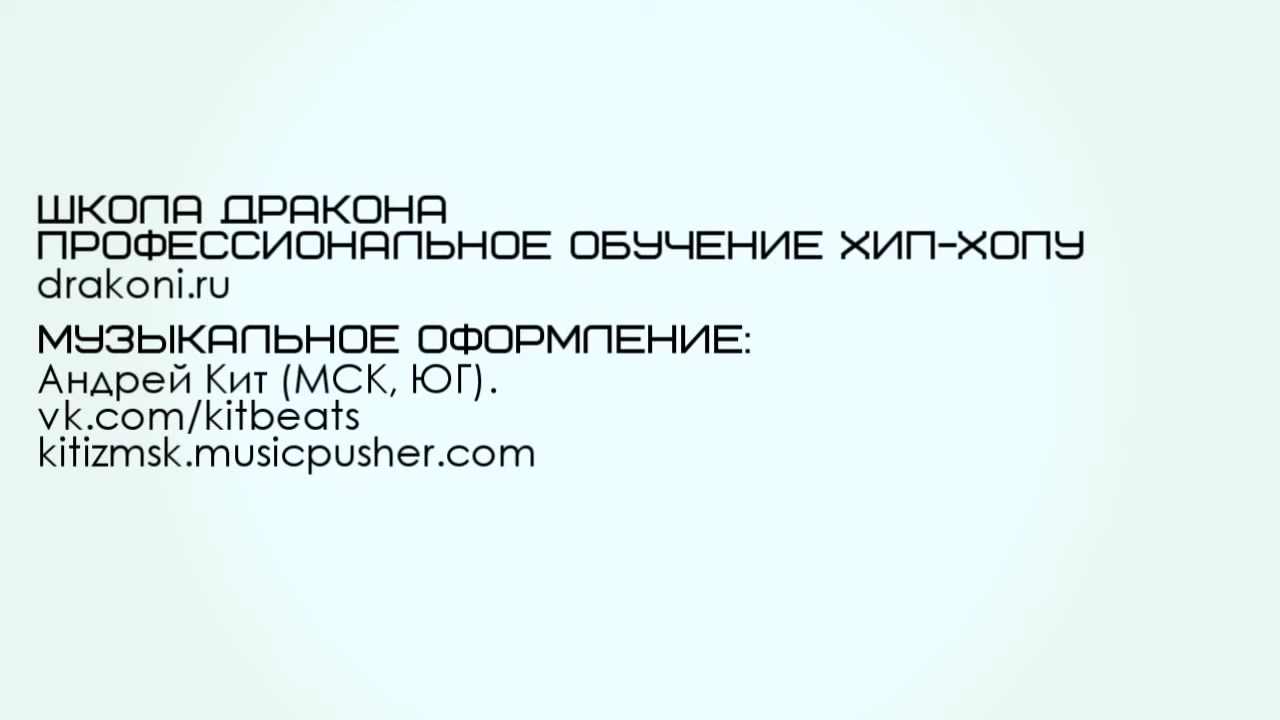 ШКОЛА ДРАКОНА
ПРОФЕССИОНАЛЬНОЕ ОБУЧЕНИЕ ХИП-ХОПУ
drakoni.ru
МУЗЫКАЛЬНОЕ ОФОРМЛЕНИЕ:
Андрей Кит (МСК, ЮГ).
vk.com/kitbeats
kitizmsk.musicpusher.com